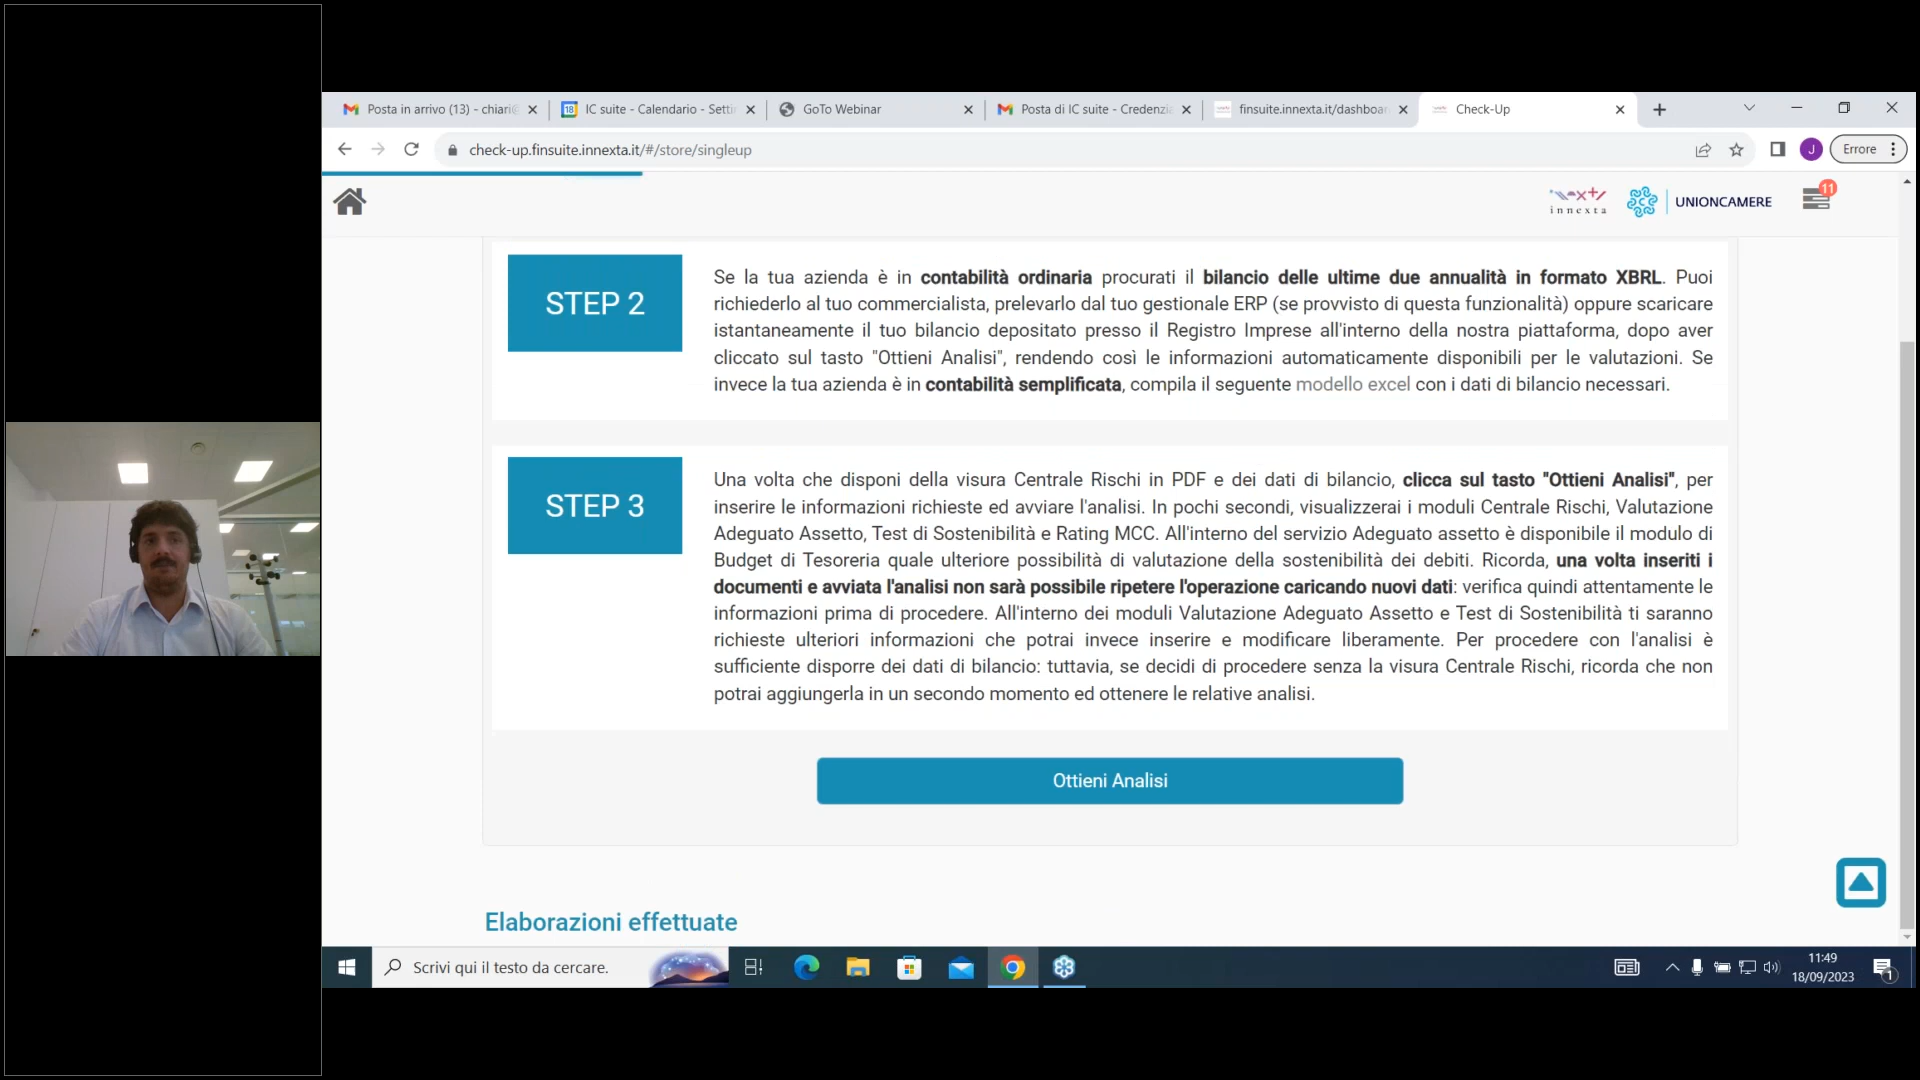 Posta in arrivo (13) - chiari@
18
IC suite - Calendario - Setti
GoTo Webinar
Posta di IC suite - Credenzia
finsuite.innexta.it/dashboar
Check-Up
check-up.finsuite.innexta.it/#/store/singleup
J
Errore
innexta
UNIONCAMERE
11
STEP 2
Se la tua azienda è in contabilità ordinaria procurati il bilancio delle ultime due annualità in formato XBRL. Puoi
richiederlo al tuo commercialista, prelevarlo dal tuo gestionale ERP (se provvisto di questa funzionalità) oppure scaricare
istantaneamente il tuo bilancio depositato presso il Registro Imprese all'interno della nostra piattaforma, dopo aver
cliccato sul tasto "Ottieni Analisi", rendendo così le informazioni automaticamente disponibili per le valutazioni. Se
invece la tua azienda è in contabilità semplificata, compila il seguente modello excel con i dati di bilancio necessari.
STEP 3
Una volta che disponi della visura Centrale Rischi in PDF e dei dati di bilancio, clicca sul tasto "Ottieni Analisi", per
inserire le informazioni richieste ed avviare l'analisi. In pochi secondi, visualizzerai i moduli Centrale Rischi, Valutazione
Adeguato Assetto, Test di Sostenibilità e Rating MCC. All'interno del servizio Adeguato assetto è disponibile il modulo di
Budget di Tesoreria quale ulteriore possibilità di valutazione della sostenibilità dei debiti. Ricorda, una volta inseriti i
documenti e avviata l'analisi non sarà possibile ripetere l'operazione caricando nuovi dati: verifica quindi attentamente le
informazioni prima di procedere. All'interno dei moduli Valutazione Adeguato Assetto e Test di Sostenibilità ti saranno
richieste ulteriori informazioni che potrai invece inserire e modificare liberamente. Per procedere con l'analisi è
sufficiente disporre dei dati di bilancio: tuttavia, se decidi di procedere senza la visura Centrale Rischi, ricorda che non
potrai aggiungerla in un secondo momento ed ottenere le relative analisi.
Ottieni Analisi
Elaborazioni effettuate
Scrivi qui il testo da cercare.
11:49
18/09/2023
1